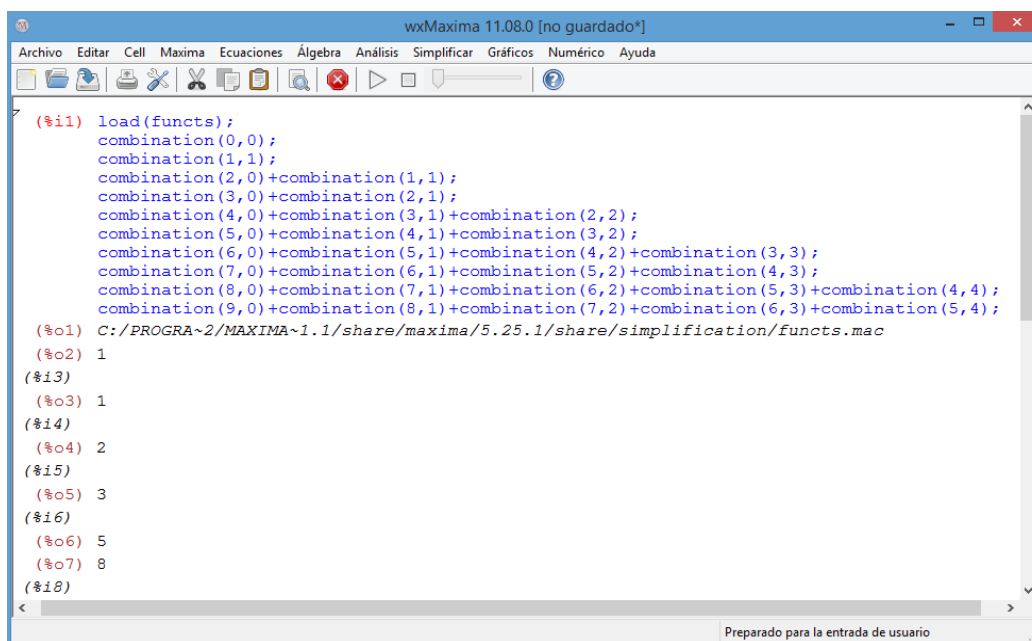 wxMaxima 11.08.0 [no guardado*]
Archivo Editar Cell Maxima Ecuaciones Álgebra Análisis Simplificar Gráficos Numérico Ayuda
(%i1) load(functs);
combination(0,0);
combination(1,1);
combination(2,0)+combination(1,1);
combination(3,0)+combination(2,1);
combination(4,0)+combination(3,1)+combination(2,2);
combination(5,0)+combination(4,1)+combination(3,2);
combination(6,0)+combination(5,1)+combination(4,2)+combination(3,3);
combination(7,0)+combination(6,1)+combination(5,2)+combination(4,3);
combination(8,0)+combination(7,1)+combination(6,2)+combination(5,3)+combination(4,4);
combination(9,0)+combination(8,1)+combination(7,2)+combination(6,3)+combination(5,4);
(%o1) C:/PROGRA~2/MAXIMA~1.1/share/maxima/5.25.1/share/simplification/functs.mac
(%o2) 1
(%i3)
(%o3) 1
(%i4)
(%o4) 2
(%i5)
(%o5) 3
(%i6)
(%o6) 5
(%o7) 8
(%i8)
Preparado para la entrada de usuario